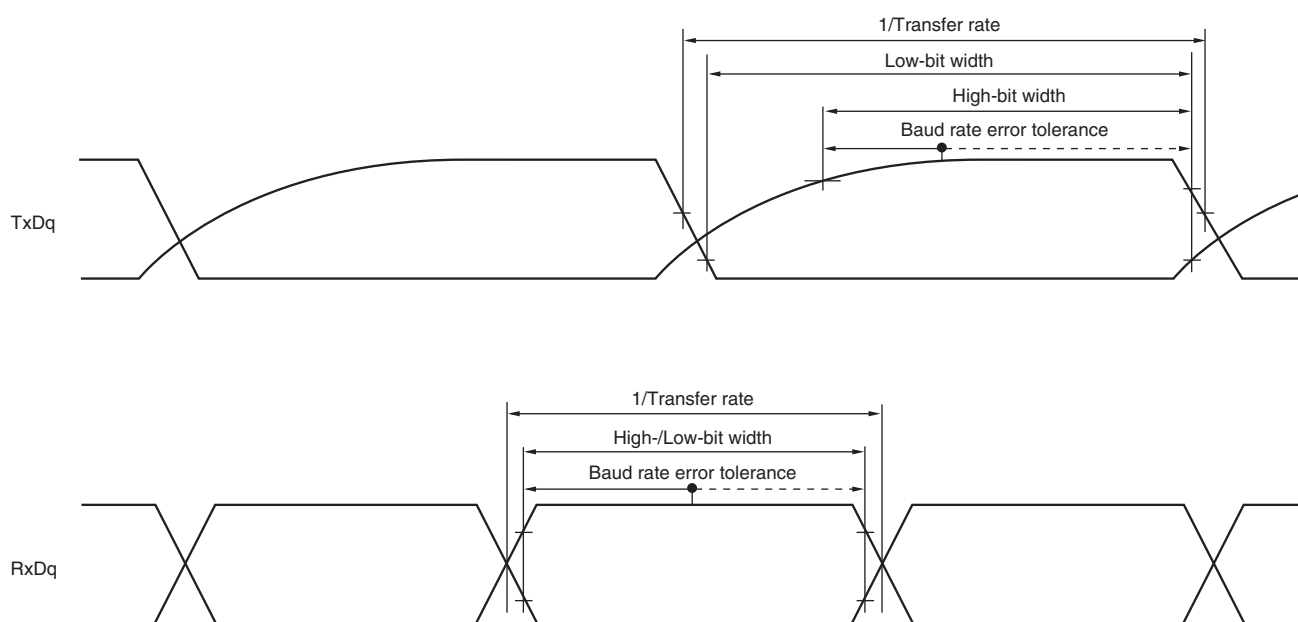 1/Transfer rate
Low-bit width
High-bit width
Baud rate error tolerance
TxDq
1/Transfer rate
High-/Low-bit width
Baud rate error tolerance
RxDq